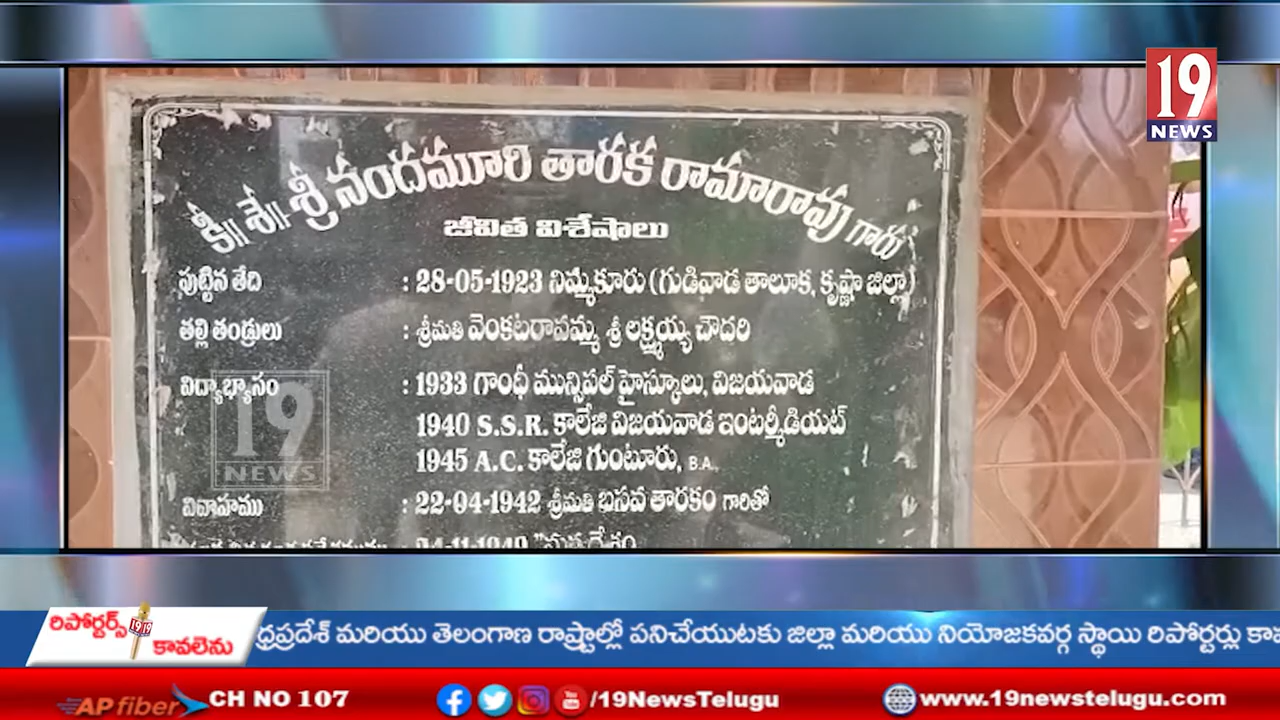 19
NEWS
కీ॥ శే॥ శ్రీ నందమూరి తారక రామారావు గారు
జీవిత విశేషాలు
పుట్టిన తేది : 28-05-1923 నిమ్మకూరు (గుడివాడ తాలూక, కృష్ణా జిల్లా)
తల్లి తండ్రులు : శ్రీమతి వెంకటరావమ్మ శ్రీ లక్ష్మయ్య చౌదరి
విద్యాభ్యాసం : 1933 గాంధీ మున్సిపల్ హైస్కూలు, విజయవాడ
1940 S.S.R. కాలేజి విజయవాడ ఇంటర్మీడియట్
1945 A.C. కాలేజి గుంటూరు, B.A.,
వివాహము : 22-04-1942 శ్రీమతి బసవ తారకం గారితో
19
NEWS
రిపోర్టర్స్ కావలెను
ధ్రప్రదేశ్ మరియు తెలంగాణ రాష్ట్రాల్లో పనిచేయుటకు జిల్లా మరియు నియోజకవర్గ స్థాయి రిపోర్టర్లు
AP fiber CH NO 107 /19NewsTelugu www.19newstelugu.com